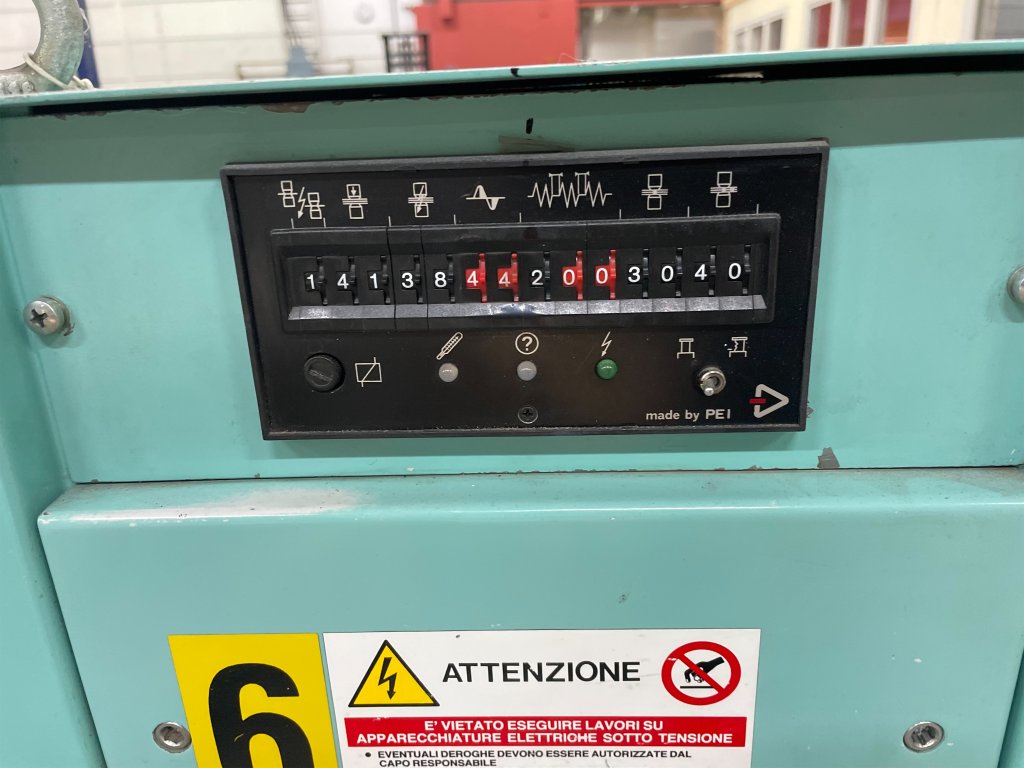 1 4 1 3 8 4 4 2 0 0 3 0 4 0
?
made by PEI
6
ATTENZIONE
E' VIETATO ESEGUIRE LAVORI SU
APPARECCHIATURE ELETTRICHE SOTTO TENSIONE
• EVENTUALI DEROGHE DEVONO ESSERE AUTORIZZATE DAL
CAPO RESPONSABILE